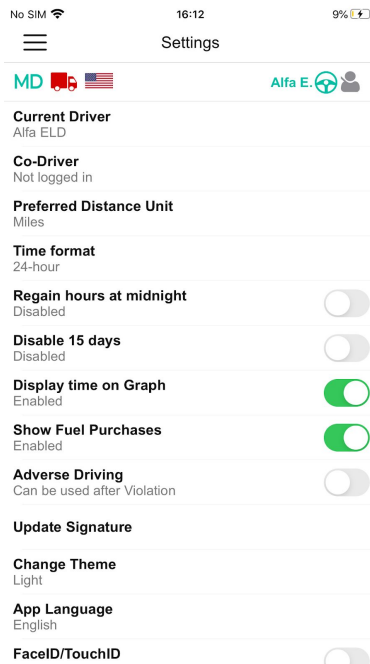 No SIM 16:12 9%
Settings
MD Alfa E.
Current Driver
Alfa ELD
Co-Driver
Not logged in
Preferred Distance Unit
Miles
Time format
24-hour
Regain hours at midnight
Disabled
Disable 15 days
Disabled
Display time on Graph
Enabled
Show Fuel Purchases
Enabled
Adverse Driving
Can be used after Violation
Update Signature
Change Theme
Light
App Language
English
FaceID/TouchID